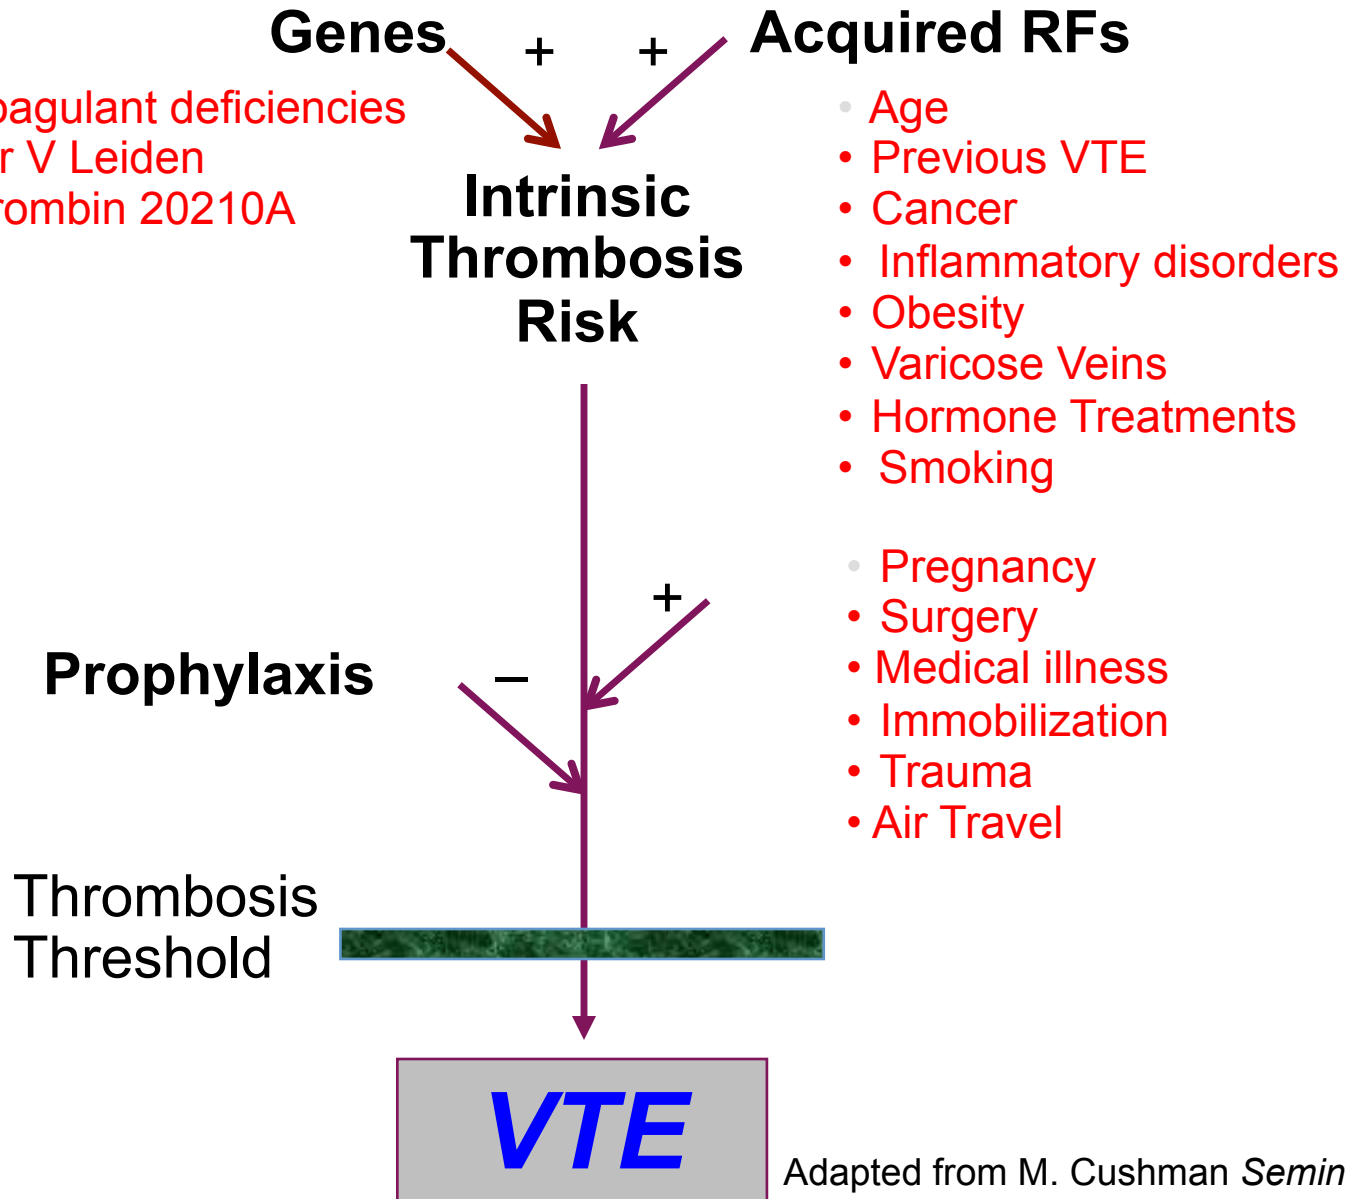 Genes + + Acquired RFs
oagulant deficiencies
r V Leiden
rombin 20210A
Intrinsic
Thrombosis
Risk
• Age
• Previous VTE
• Cancer
• Inflammatory disorders
• Obesity
• Varicose Veins
• Hormone Treatments
• Smoking
+
• Pregnancy
• Surgery
• Medical illness
• Immobilization
• Trauma
• Air Travel
Prophylaxis –
Thrombosis
Threshold
VTE
Adapted from M. Cushman Semin